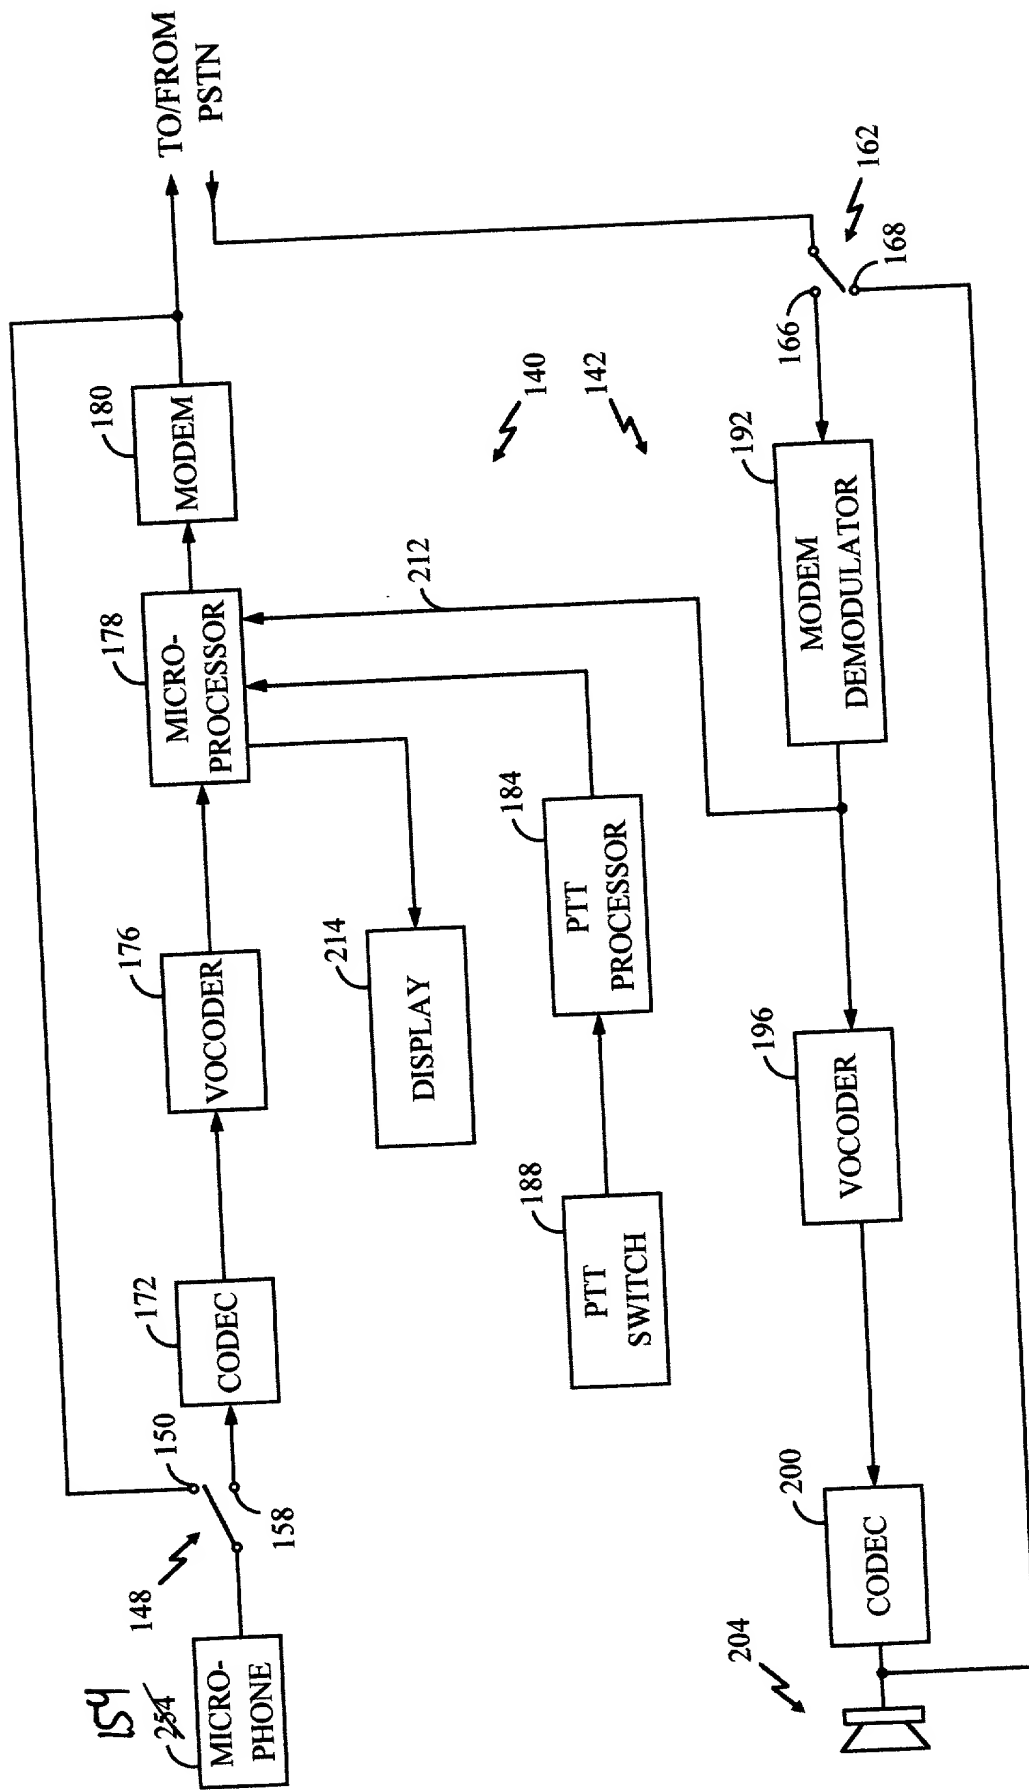 TO/FROM
PSTN
180
MODEM
178
MICRO-
PROCESSOR
176
VOCODER
172
CODEC
150
158
148
154
254
MICRO-
PHONE
140
142
212
214
DISPLAY
184
PTT
PROCESSOR
188
PTT
SWITCH
162
168
166
192
MODEM
DEMODULATOR
196
VOCODER
200
CODEC
204